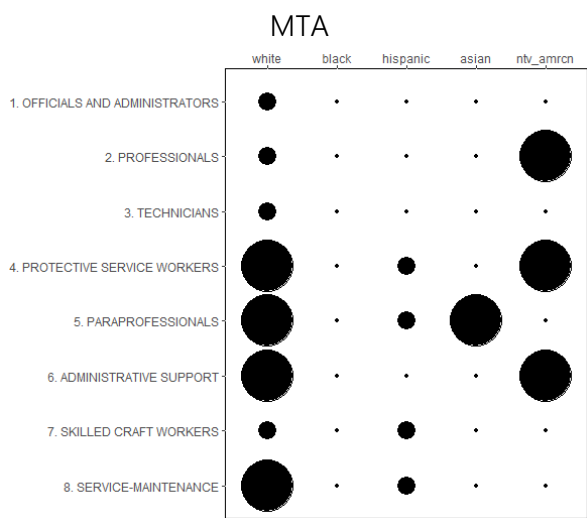 MTA
white black hispanic asian ntv_amrcn
1. OFFICIALS AND ADMINISTRATORS
2. PROFESSIONALS
3. TECHNICIANS
4. PROTECTIVE SERVICE WORKERS
5. PARAPROFESSIONALS
6. ADMINISTRATIVE SUPPORT
7. SKILLED CRAFT WORKERS
8. SERVICE-MAINTENANCE